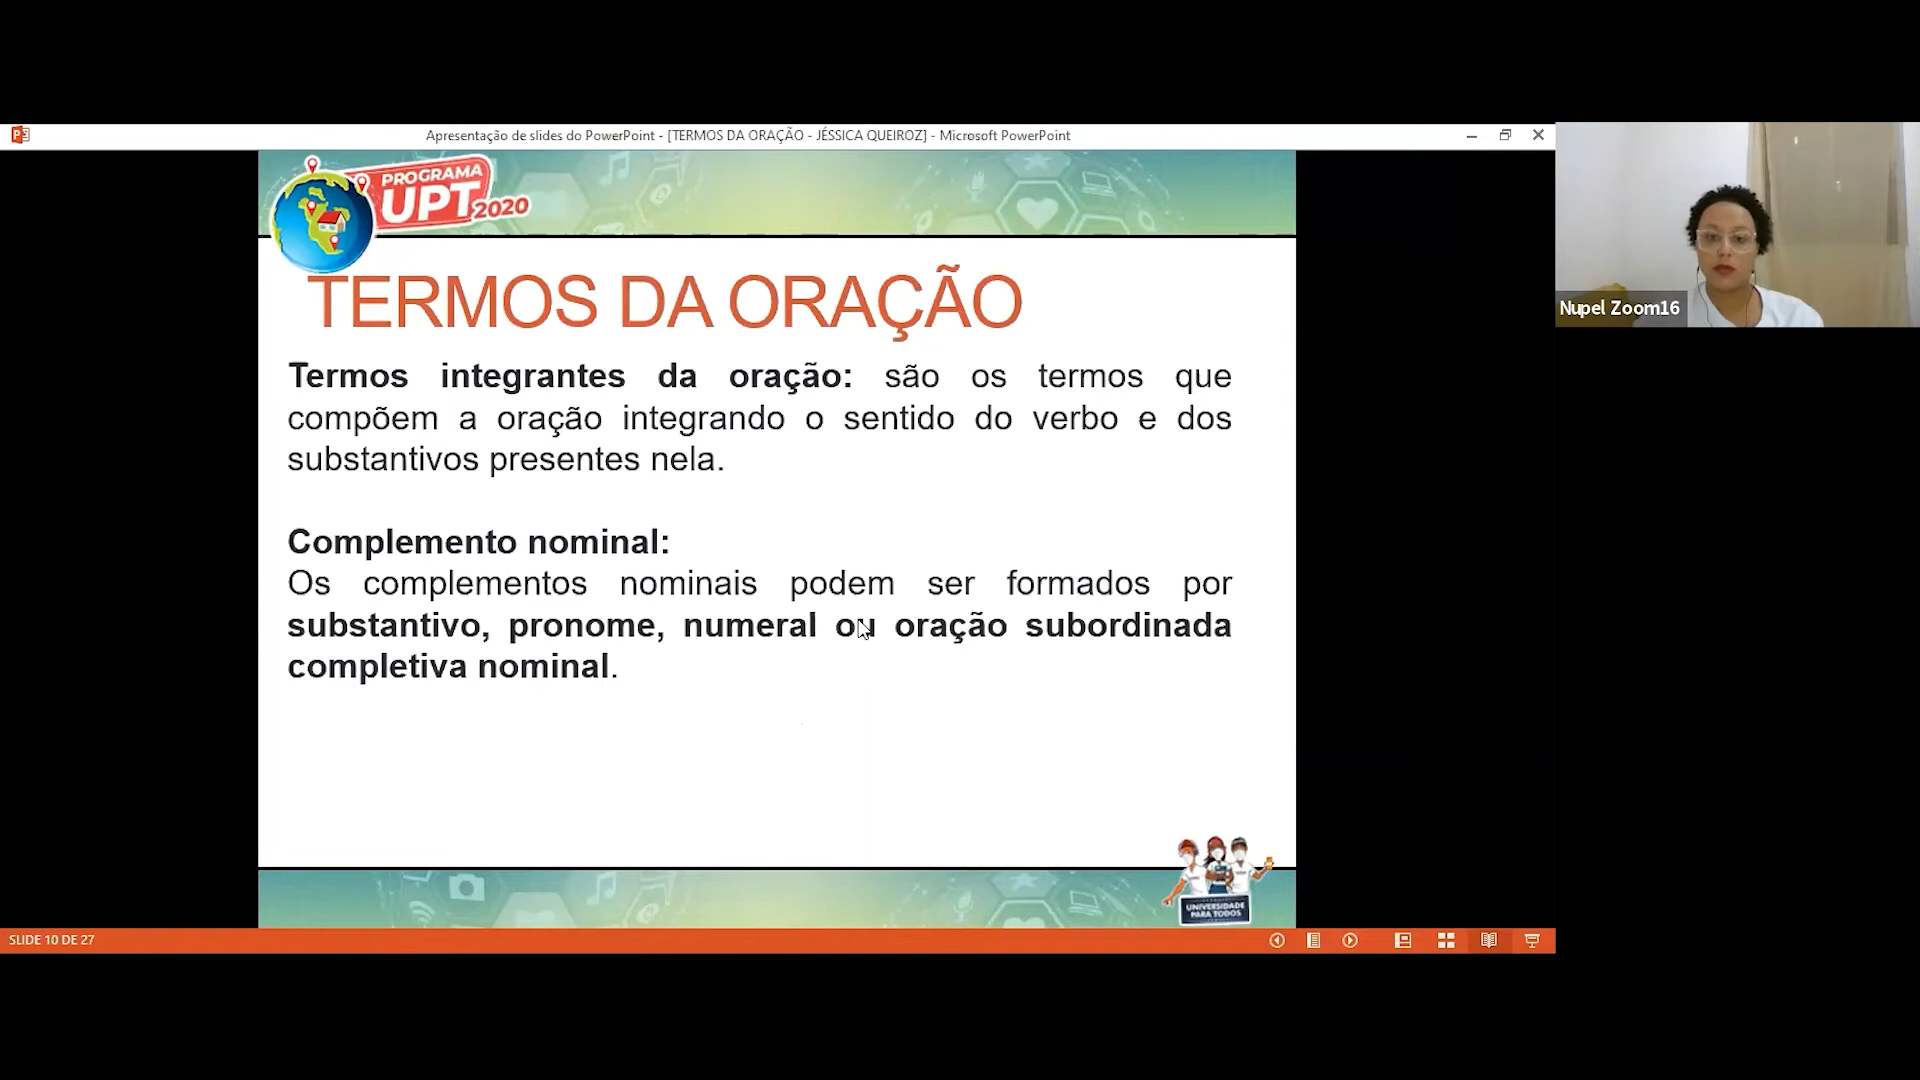 Apresentação de slides do PowerPoint - [TERMOS DA ORAÇÃO - JÉSSICA QUEIROZ] - Microsoft PowerPoint
PROGRAMA
UPT 2020
TERMOS DA ORAÇÃO
Termos integrantes da oração: são os termos que
compõem a oração integrando o sentido do verbo e dos
substantivos presentes nela.
Complemento nominal:
Os complementos nominais podem ser formados por
substantivo, pronome, numeral ou oração subordinada
completiva nominal.
UNIVERSIDADE
PARA TODOS
SLIDE 10 DE 27
Nupel Zoom16